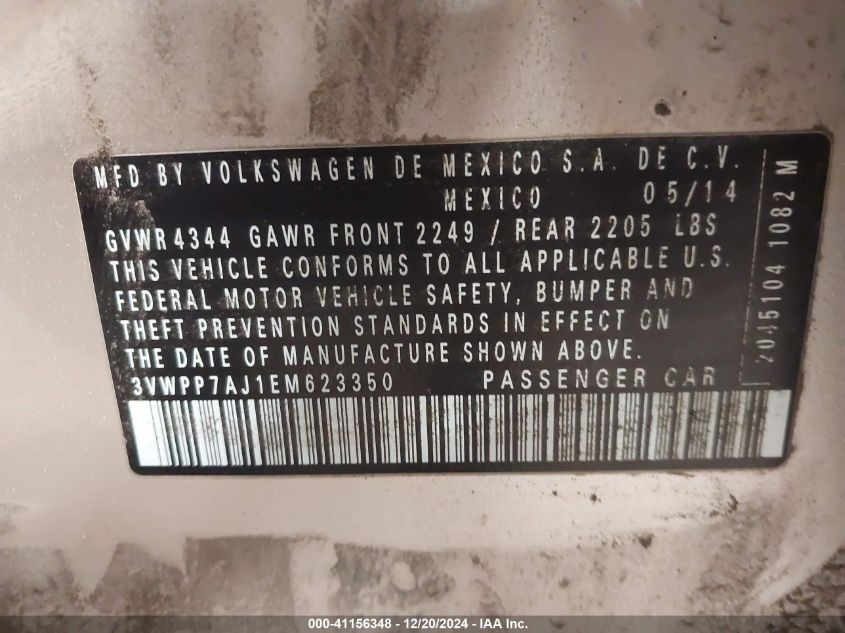 MFD BY VOLKSWAGEN DE MEXICO S.A. DE C.V.
MEXICO 05/14
GVWR 4344 GAWR FRONT 2249 / REAR 2205 LBS
THIS VEHICLE CONFORMS TO ALL APPLICABLE U.S.
FEDERAL MOTOR VEHICLE SAFETY, BUMPER AND
THEFT PREVENTION STANDARDS IN EFFECT ON
THE DATE OF MANUFACTURE SHOWN ABOVE.
3VWPP7AJ1EM623350 PASSENGER CAR
2045104 1082 M
000-41156348 - 12/20/2024 - IAA Inc.